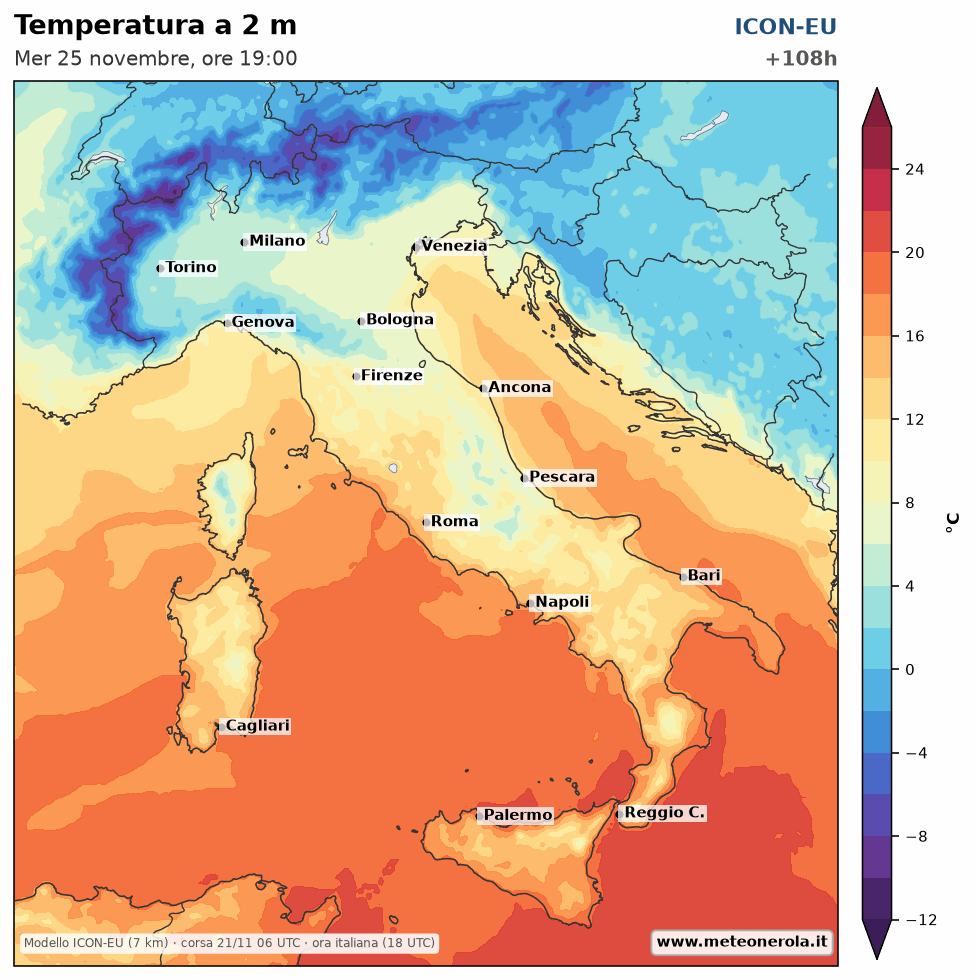 Temperatura a 2 m
ICON-EU
Mer 25 novembre, ore 19:00
+108h
24
20
16
12
8
4
0
−4
−8
−12
°C
Milano
Venezia
Torino
Genova
Bologna
Firenze
Ancona
Pescara
Roma
Bari
Napoli
Cagliari
Palermo
Reggio C.
Modello ICON-EU (7 km) · corsa 21/11 06 UTC · ora italiana (18 UTC)
www.meteonerola.it